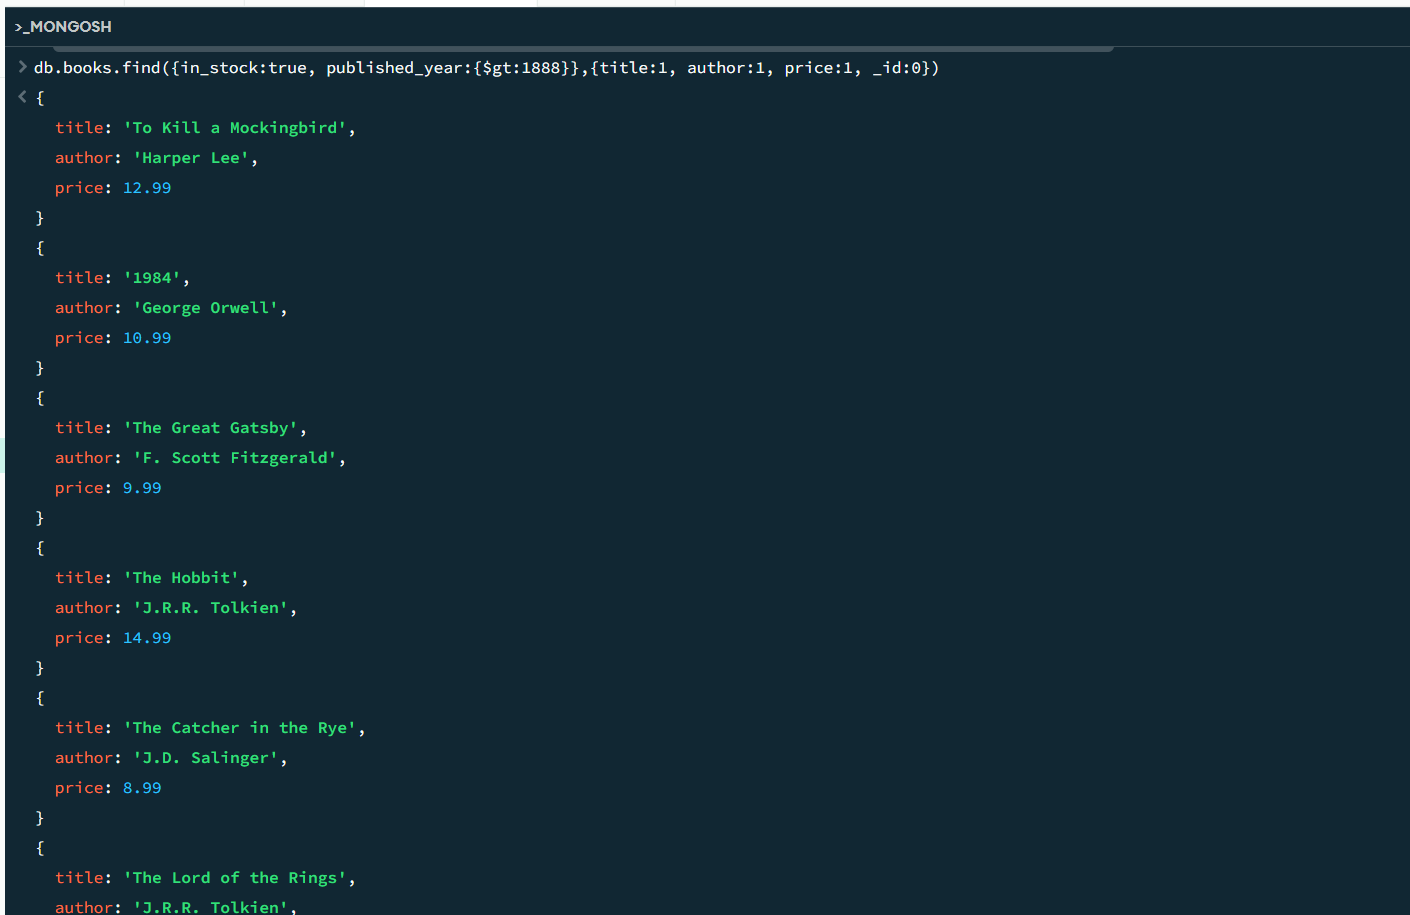 >_MONGOSH
> db.books.find({in_stock:true, published_year:{$gt:1888}},{title:1, author:1, price:1, _id:0})
< {
title: 'To Kill a Mockingbird',
author: 'Harper Lee',
price: 12.99
}
{
title: '1984',
author: 'George Orwell',
price: 10.99
}
{
title: 'The Great Gatsby',
author: 'F. Scott Fitzgerald',
price: 9.99
}
{
title: 'The Hobbit',
author: 'J.R.R. Tolkien',
price: 14.99
}
{
title: 'The Catcher in the Rye',
author: 'J.D. Salinger',
price: 8.99
}
{
title: 'The Lord of the Rings',
author: 'J.R.R. Tolkien',